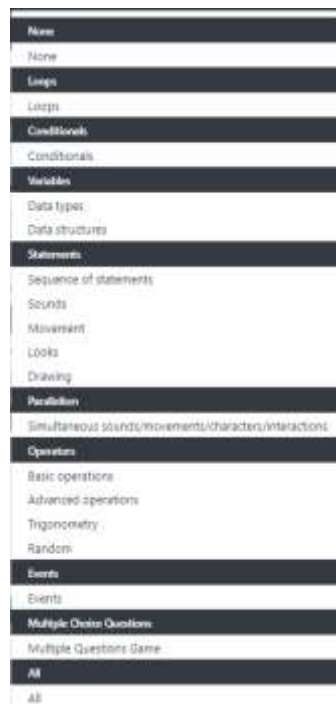 None
None
Loops
Loops
Conditionals
Conditionals
Variables
Data types
Data structures
Statements
Sequence of statements
Sounds
Movement
Looks
Drawing
Parallelism
Simultaneous sounds/movements/characters/interactions
Operators
Basic operations
Advanced operations
Trigonometry
Random
Events
Events
Multiple Choice Questions
Multiple Questions Game
All
All